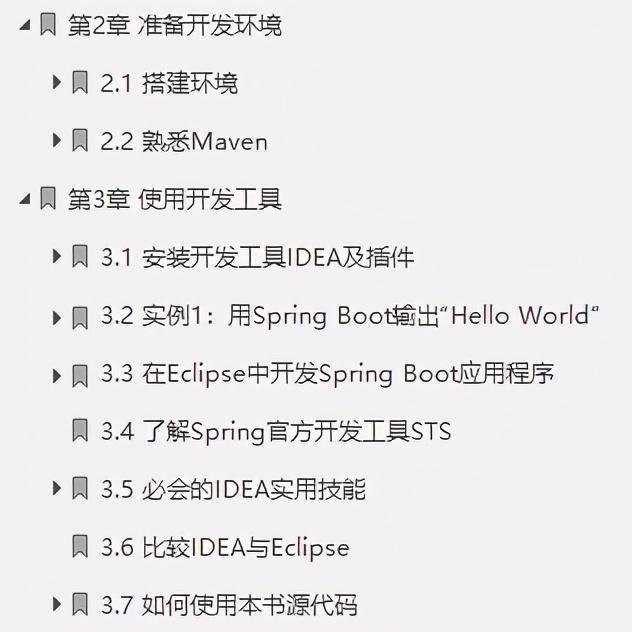 第2章 准备开发环境
2.1 搭建环境
2.2 熟悉Maven
第3章 使用开发工具
3.1 安装开发工具IDEA及插件
3.2 实例1：用Spring Boot输出“Hello World“
3.3 在Eclipse中开发Spring Boot应用程序
3.4 了解Spring官方开发工具STS
3.5 必会的IDEA实用技能
3.6 比较IDEA与Eclipse
3.7 如何使用本书源代码